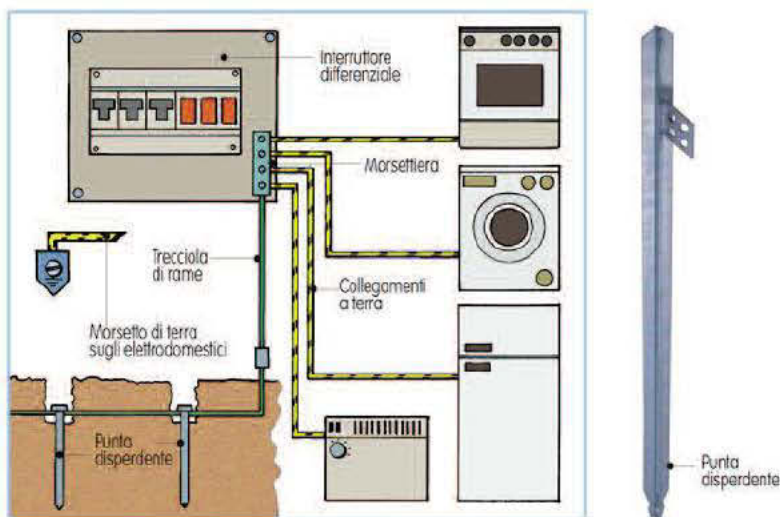 Interruttore
differenziale
Morsettiera
Trecciola
di rame
Collegamenti
a terra
Morsetto di terra
sugli elettrodomestici
Punta
disperdente
Punta
disperdente